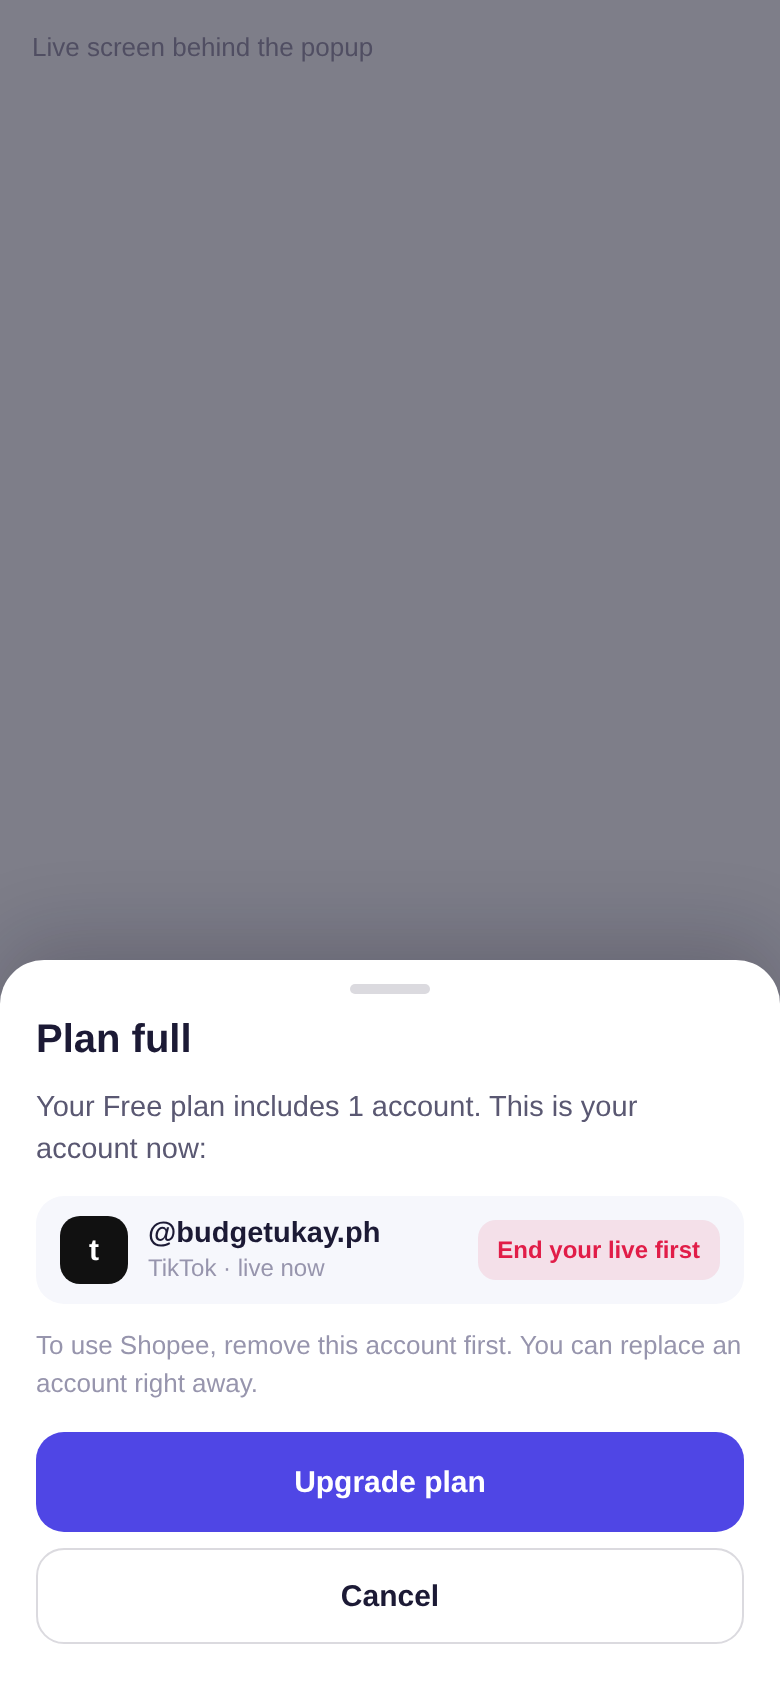 Live screen behind the popup
Plan full
Your Free plan includes 1 account. This is your
account now:
t
@budgetukay.ph
TikTok · live now
End your live first
To use Shopee, remove this account first. You can replace an
account right away.
Upgrade plan
Cancel